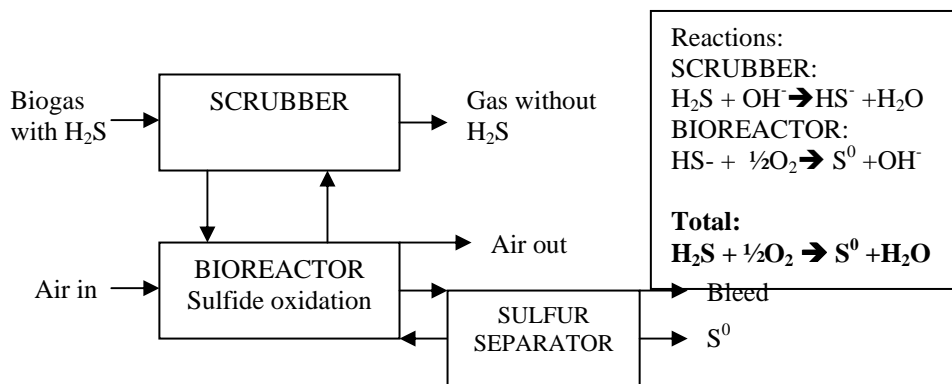 Biogas
with H₂S
SCRUBBER
Gas without
H₂S
Air in
BIOREACTOR
Sulfide oxidation
Air out
SULFUR
SEPARATOR
Bleed
S⁰
Reactions:
SCRUBBER:
H₂S + OH⁻➔HS⁻ +H₂O
BIOREACTOR:
HS- + ½O₂➔ S⁰ +OH⁻
Total:
H₂S + ½O₂ ➔ S⁰ +H₂O